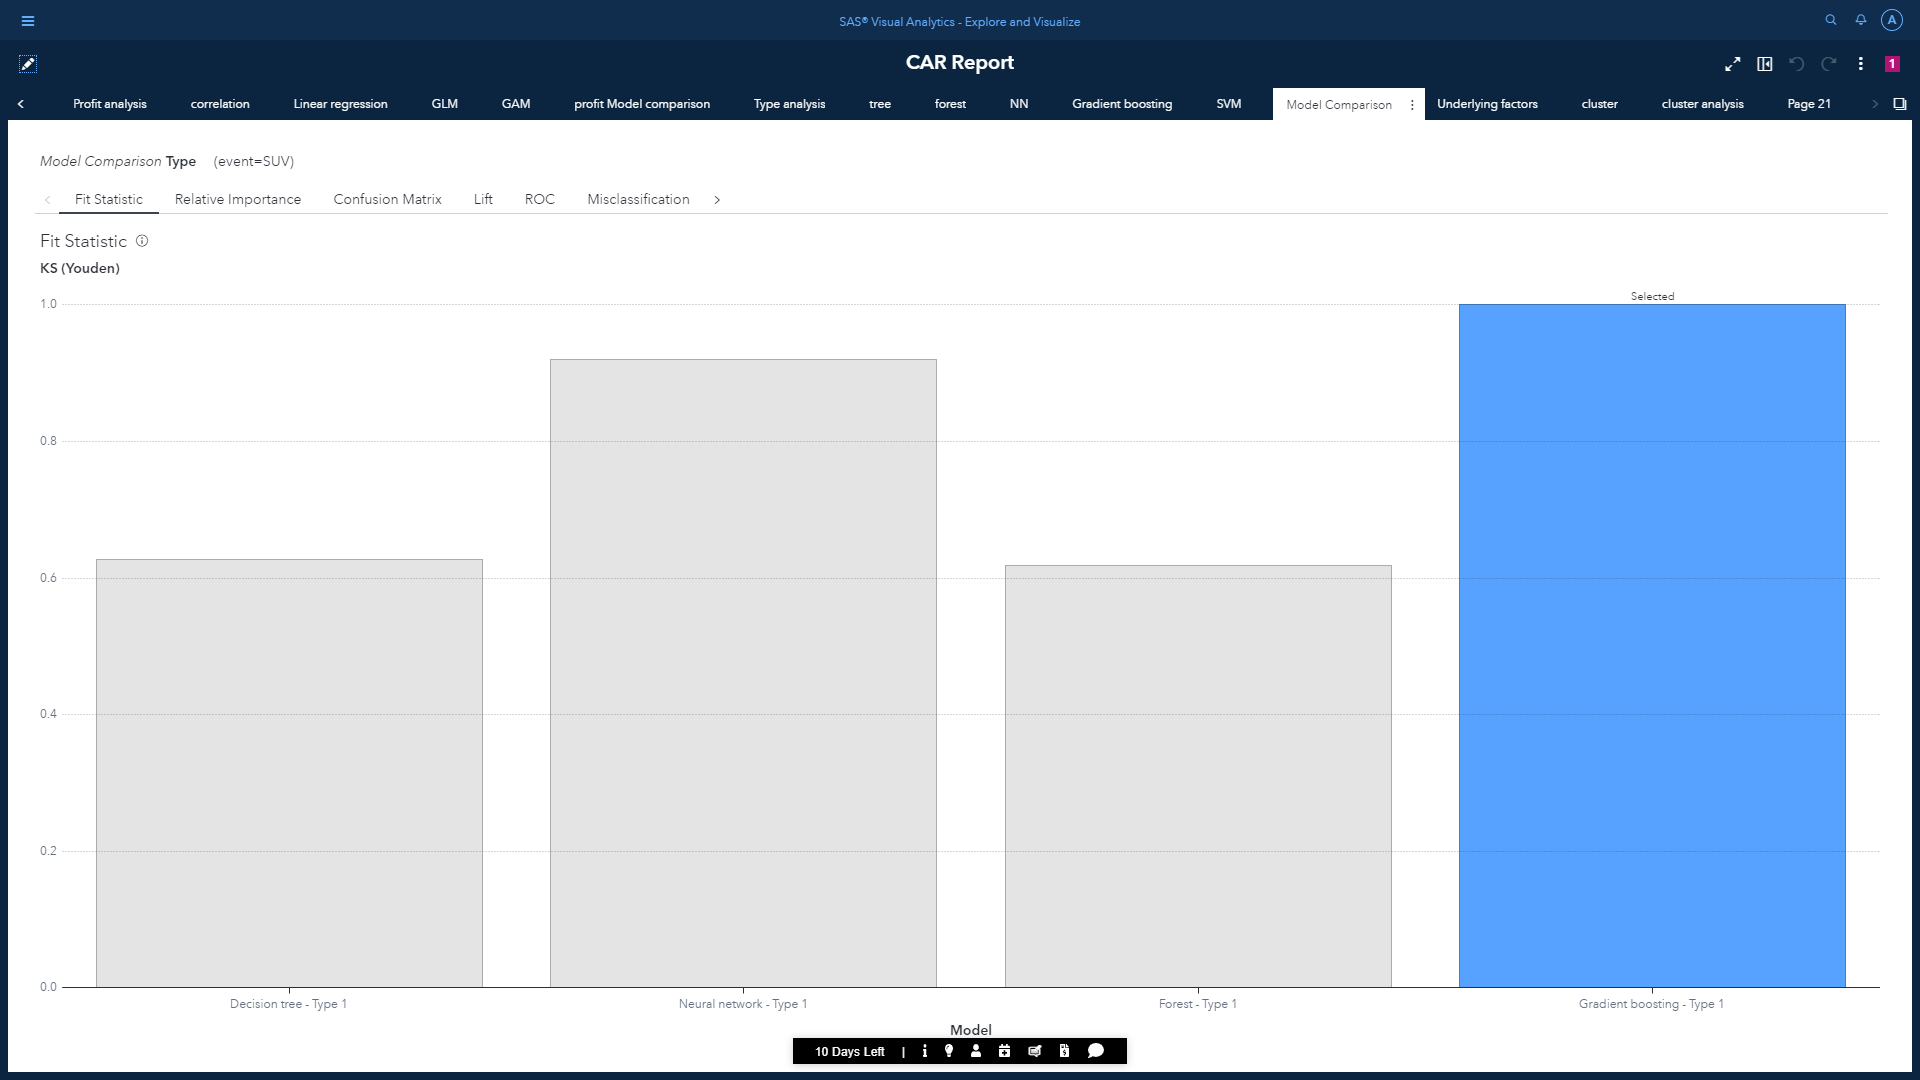 SAS® Visual Analytics - Explore and Visualize
A
CAR Report
1
Profit analysis correlation Linear regression GLM GAM profit Model comparison Type analysis tree forest NN Gradient boosting SVM Model Comparison Underlying factors cluster cluster analysis Page 21
Model Comparison Type (event=SUV)
Fit Statistic Relative Importance Confusion Matrix Lift ROC Misclassification
Fit Statistic
KS (Youden)
Selected
1.0
0.8
0.6
0.4
0.2
0.0
Decision tree - Type 1 Neural network - Type 1 Forest - Type 1 Gradient boosting - Type 1
Model
10 Days Left |